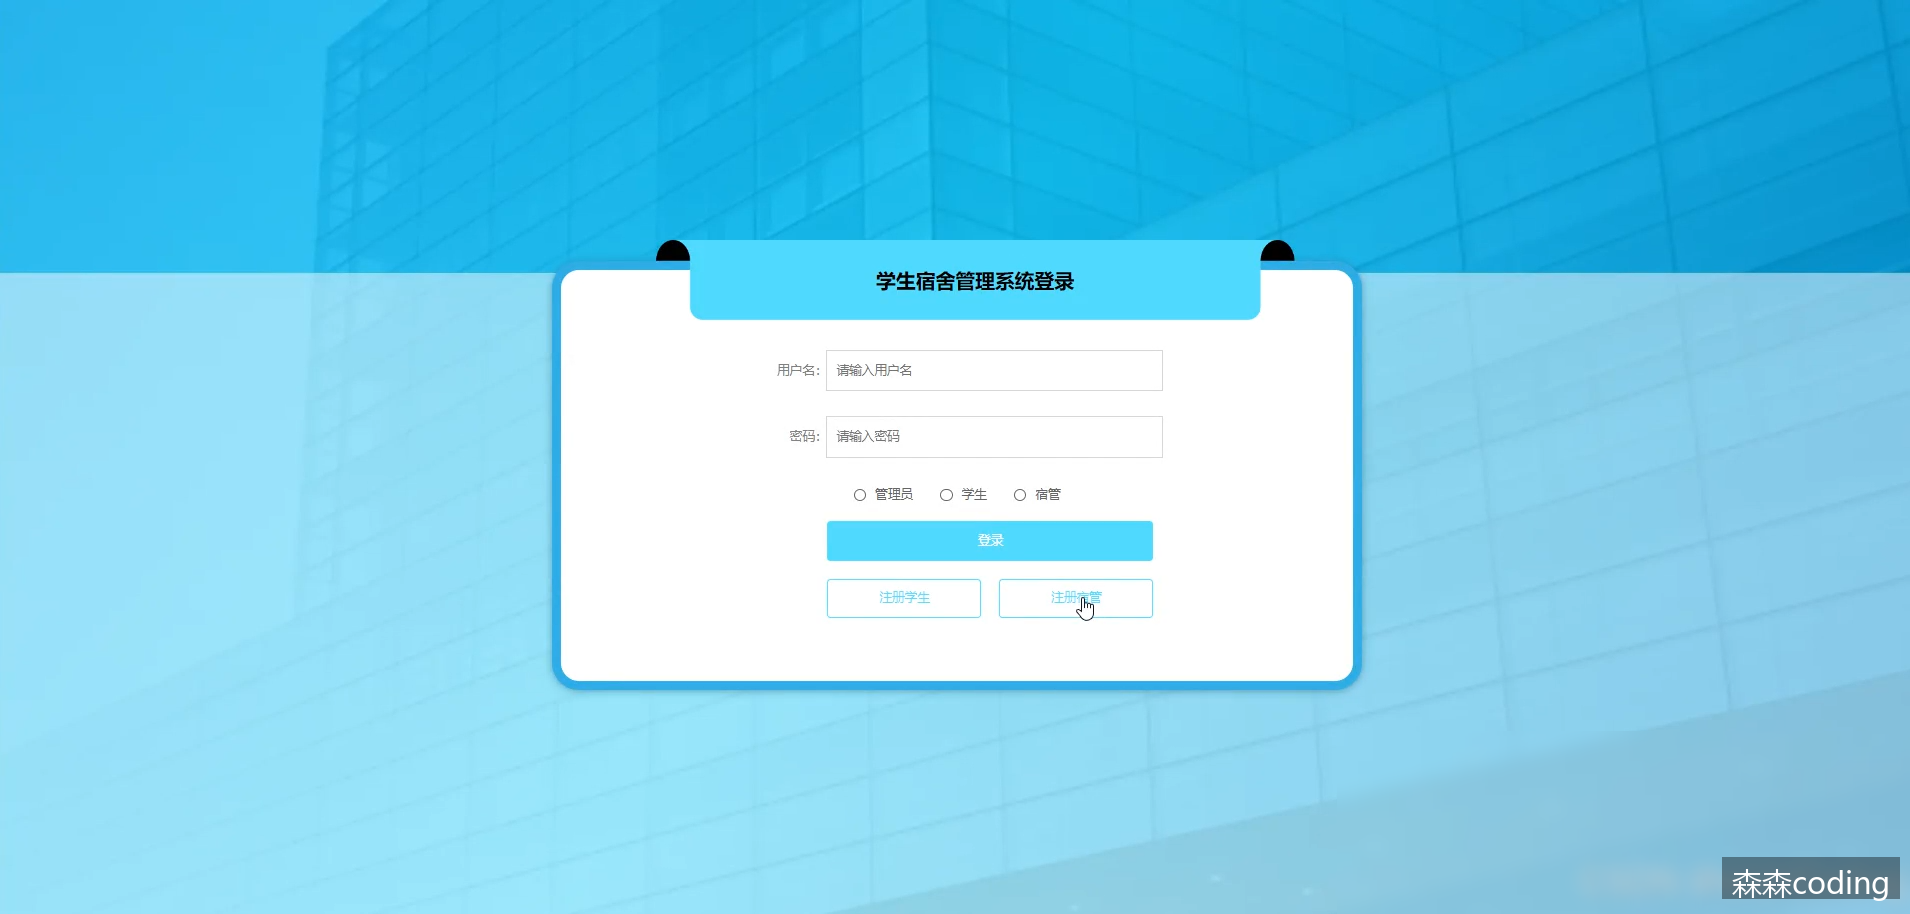 学生宿舍管理系统登录
用户名: 请输入用户名
密码: 请输入密码
管理员 学生 宿管
登录
注册学生 注册宿管
森森coding